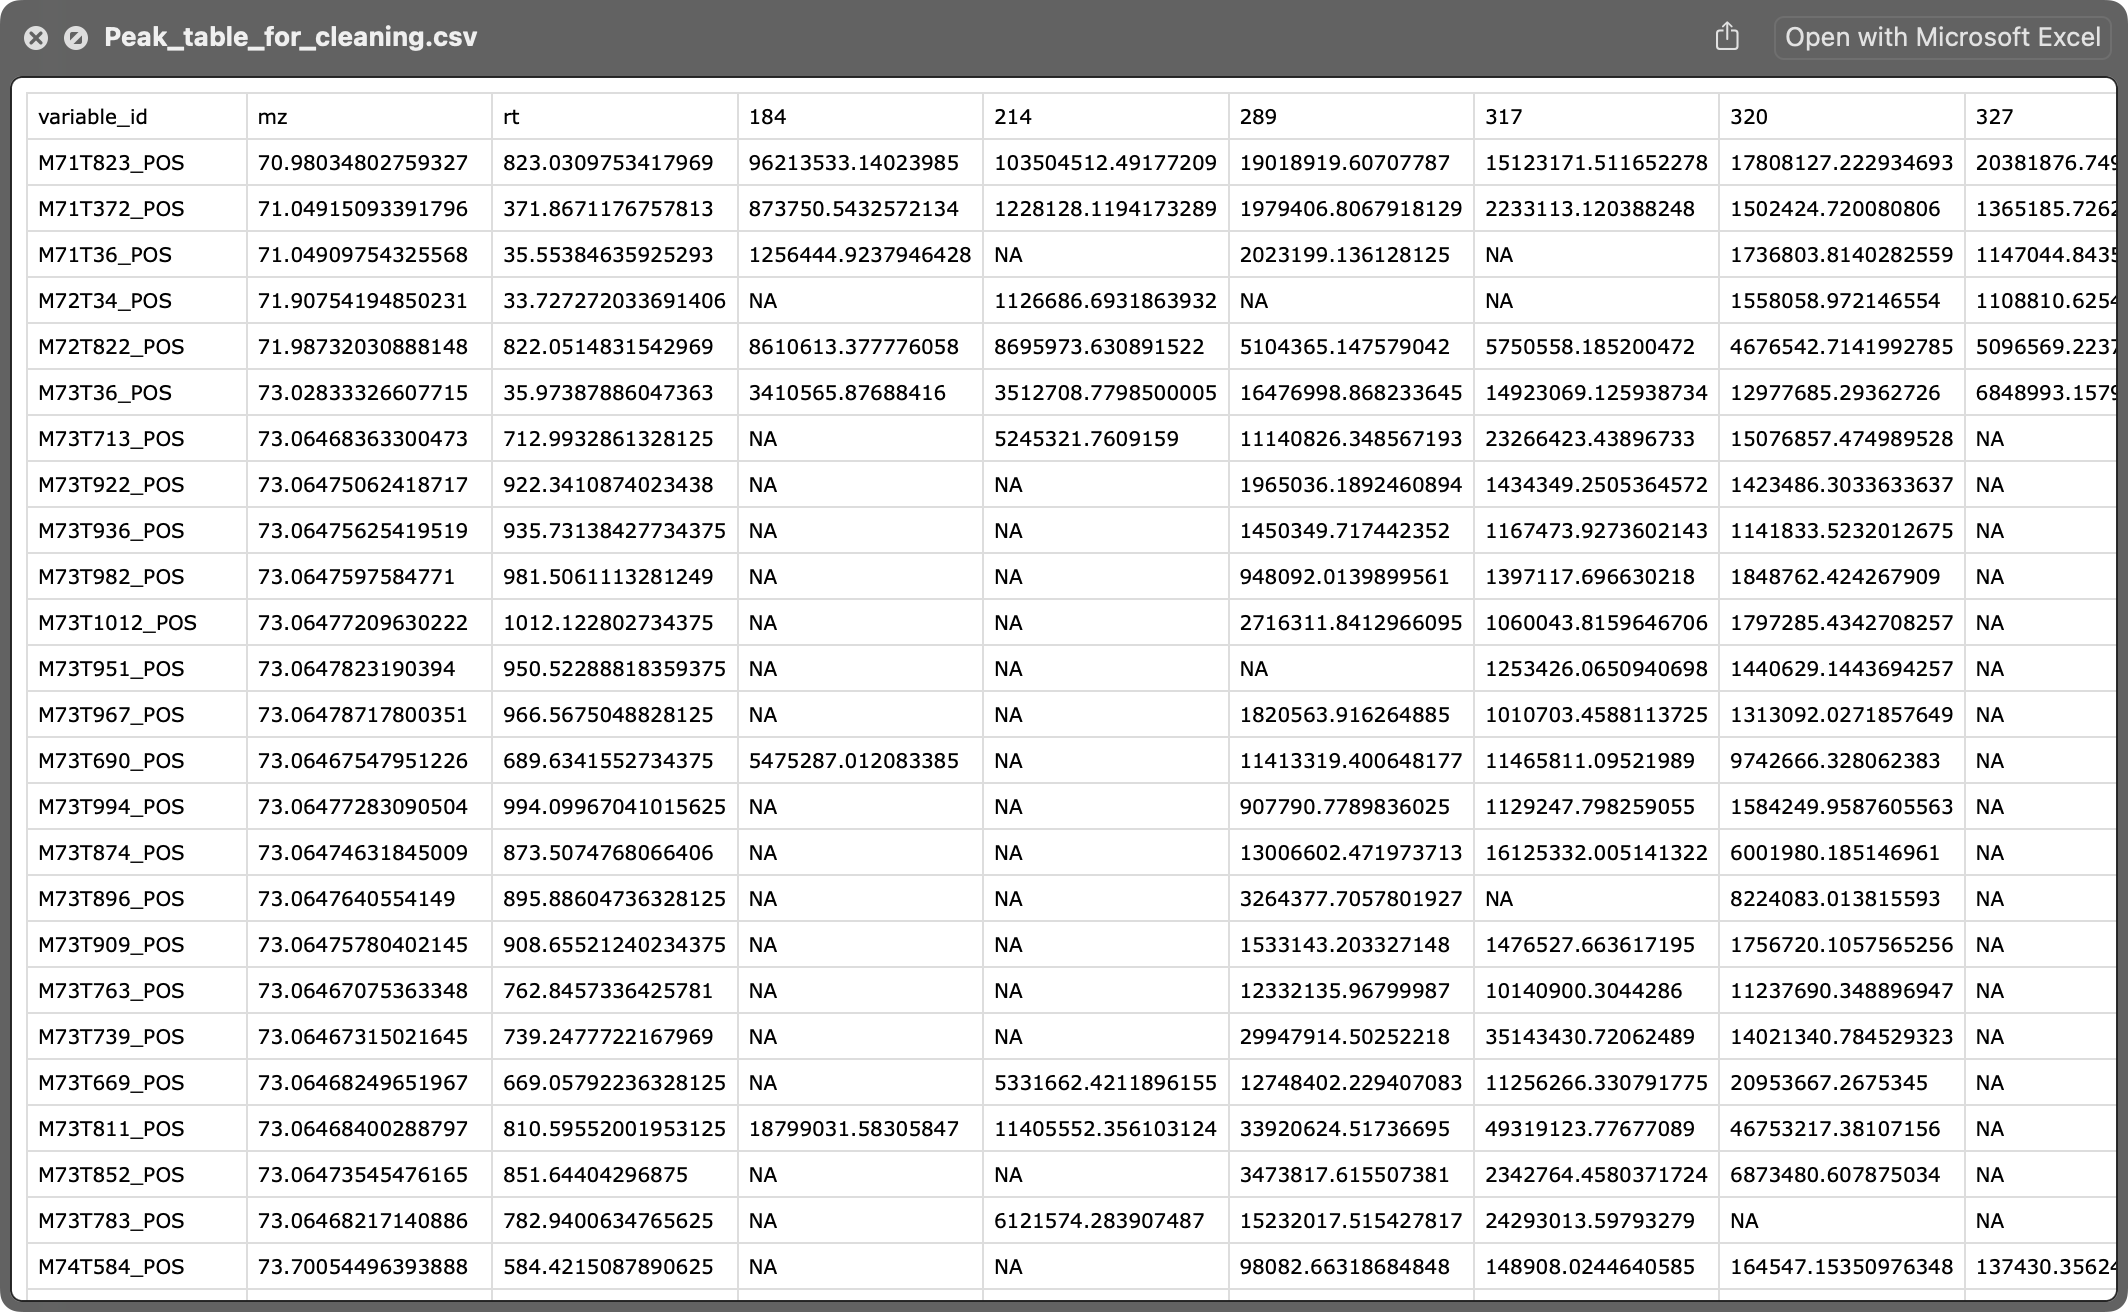 Peak_table_for_cleaning.csv Open with Microsoft Excel
variable_id mz rt 184 214 289 317 320 327
M71T823_POS 70.98034802759327 823.0309753417969 96213533.14023985 103504512.49177209 19018919.60707787 15123171.511652278 17808127.222934693 20381876.749
M71T372_POS 71.04915093391796 371.8671176757813 873750.5432572134 1228128.1194173289 1979406.8067918129 2233113.120388248 1502424.720080806 1365185.7262
M71T36_POS 71.04909754325568 35.55384635925293 1256444.9237946428 NA 2023199.136128125 NA 1736803.8140282559 1147044.8435
M72T34_POS 71.90754194850231 33.727272033691406 NA 1126686.6931863932 NA NA 1558058.972146554 1108810.6254
M72T822_POS 71.98732030888148 822.0514831542969 8610613.377776058 8695973.630891522 5104365.147579042 5750558.185200472 4676542.7141992785 5096569.2237
M73T36_POS 73.02833326607715 35.97387886047363 3410565.87688416 3512708.7798500005 16476998.868233645 14923069.125938734 12977685.29362726 6848993.1579
M73T713_POS 73.06468363300473 712.9932861328125 NA 5245321.7609159 11140826.348567193 23266423.43896733 15076857.474989528 NA
M73T922_POS 73.06475062418717 922.3410874023438 NA NA 1965036.1892460894 1434349.2505364572 1423486.3033633637 NA
M73T936_POS 73.06475625419519 935.73138427734375 NA NA 1450349.717442352 1167473.9273602143 1141833.5232012675 NA
M73T982_POS 73.0647597584771 981.5061113281249 NA NA 948092.0139899561 1397117.696630218 1848762.424267909 NA
M73T1012_POS 73.06477209630222 1012.122802734375 NA NA 2716311.8412966095 1060043.8159646706 1797285.4342708257 NA
M73T951_POS 73.0647823190394 950.52288818359375 NA NA NA 1253426.0650940698 1440629.1443694257 NA
M73T967_POS 73.06478717800351 966.5675048828125 NA NA 1820563.916264885 1010703.4588113725 1313092.0271857649 NA
M73T690_POS 73.06467547951226 689.6341552734375 5475287.012083385 NA 11413319.400648177 11465811.09521989 9742666.328062383 NA
M73T994_POS 73.06477283090504 994.09967041015625 NA NA 907790.7789836025 1129247.798259055 1584249.9587605563 NA
M73T874_POS 73.06474631845009 873.5074768066406 NA NA 13006602.471973713 16125332.005141322 6001980.185146961 NA
M73T896_POS 73.0647640554149 895.88604736328125 NA NA 3264377.7057801927 NA 8224083.013815593 NA
M73T909_POS 73.06475780402145 908.65521240234375 NA NA 1533143.203327148 1476527.663617195 1756720.1057565256 NA
M73T763_POS 73.06467075363348 762.8457336425781 NA NA 12332135.96799987 10140900.3044286 11237690.348896947 NA
M73T739_POS 73.06467315021645 739.2477722167969 NA NA 29947914.50252218 35143430.72062489 14021340.784529323 NA
M73T669_POS 73.06468249651967 669.05792236328125 NA 5331662.4211896155 12748402.229407083 11256266.330791775 20953667.2675345 NA
M73T811_POS 73.06468400288797 810.59552001953125 18799031.58305847 11405552.356103124 33920624.51736695 49319123.77677089 46753217.38107156 NA
M73T852_POS 73.06473545476165 851.64404296875 NA NA 3473817.615507381 2342764.4580371724 6873480.607875034 NA
M73T783_POS 73.06468217140886 782.9400634765625 NA 6121574.283907487 15232017.515427817 24293013.59793279 NA NA
M74T584_POS 73.70054496393888 584.4215087890625 NA NA 98082.66318684848 148908.0244640585 164547.15350976348 137430.35624